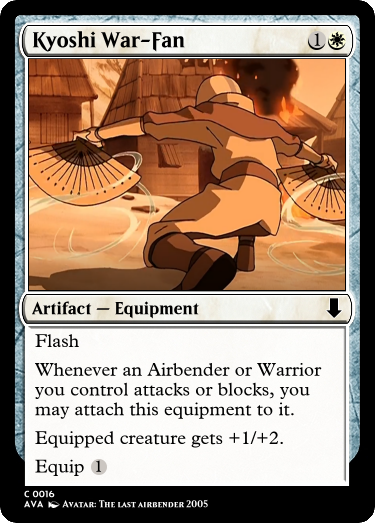 Kyoshi War-Fan 1
Artifact — Equipment
Flash
Whenever an Airbender or Warrior
you control attacks or blocks, you
may attach this equipment to it.
Equipped creature gets +1/+2.
Equip 1
C 0016
AVA Avatar: The last airbender 2005